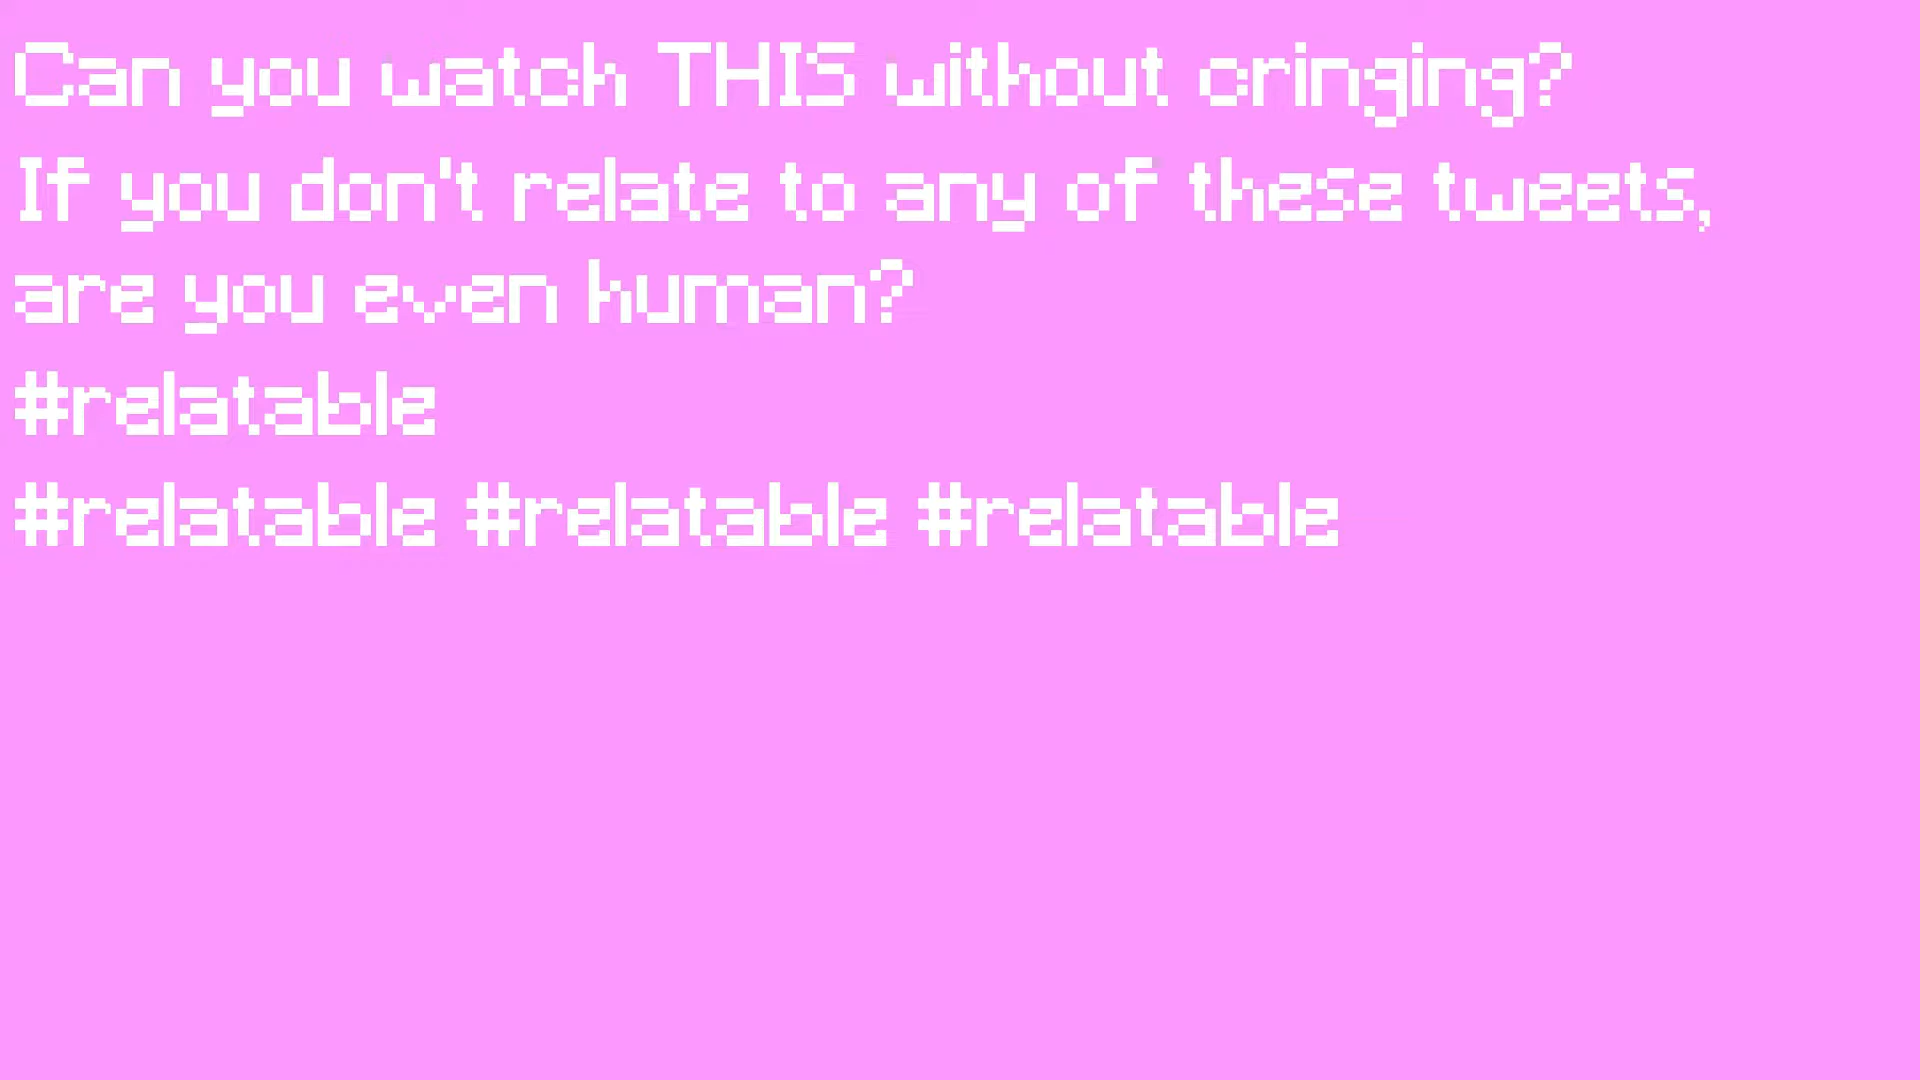 Can you watch THIS without cringing?
If you don't relate to any of these tweets,
are you even human?
#relatable
#relatable #relatable #relatable